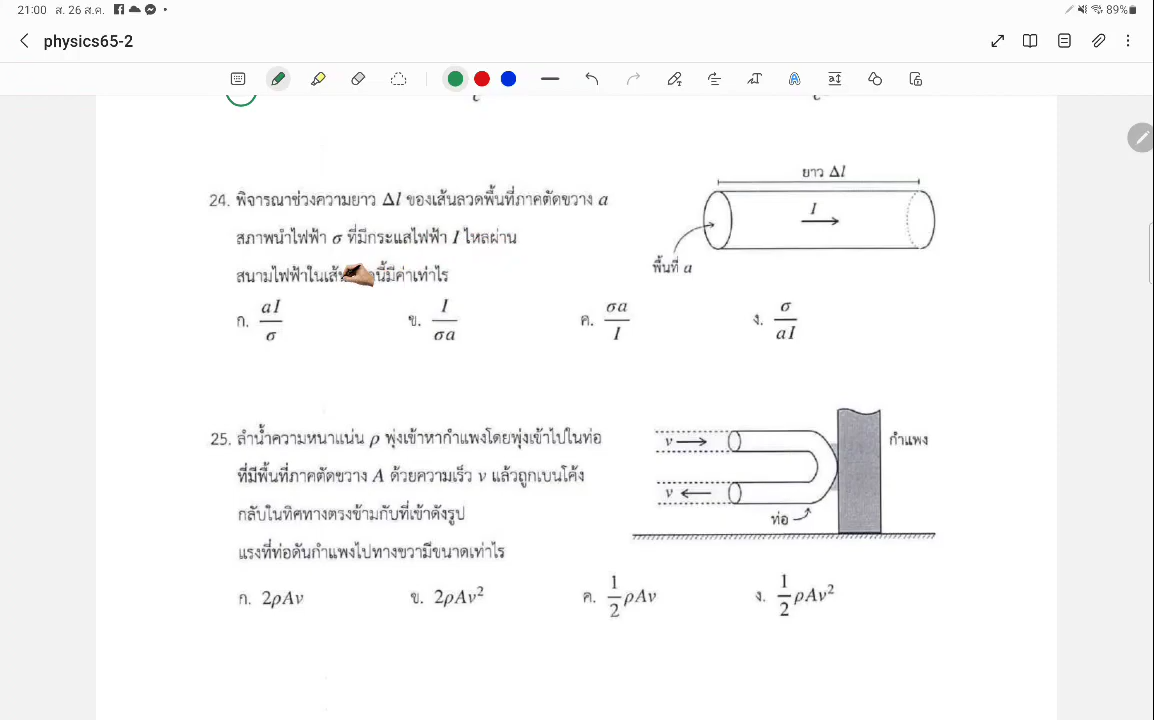 21:00 ส. 26 ส.ค.
89%
physics65-2
c c
ยาว Δl
24. พิจารณาช่วงความยาว Δl ของเส้นลวดพื้นที่ภาคตัดขวาง a
I
สภาพนำไฟฟ้า σ ที่มีกระแสไฟฟ้า I ไหลผ่าน
พื้นที่ a
สนามไฟฟ้าในเส้น นี้มีค่าเท่าไร
ก. aI/σ ข. I/σa ค. σa/I ง. σ/aI
25. ลำน้ำความหนาแน่น ρ พุ่งเข้าหากำแพงโดยพุ่งเข้าไปในท่อ
v กำแพง
ที่มีพื้นที่ภาคตัดขวาง A ด้วยความเร็ว v แล้วถูกเบนโค้ง
v
กลับในทิศทางตรงข้ามกับที่เข้าดังรูป
ท่อ
แรงที่ท่อดันกำแพงไปทางขวามีขนาดเท่าไร
ก. 2ρAv ข. 2ρAv² ค. 1/2 ρAv ง. 1/2 ρAv²